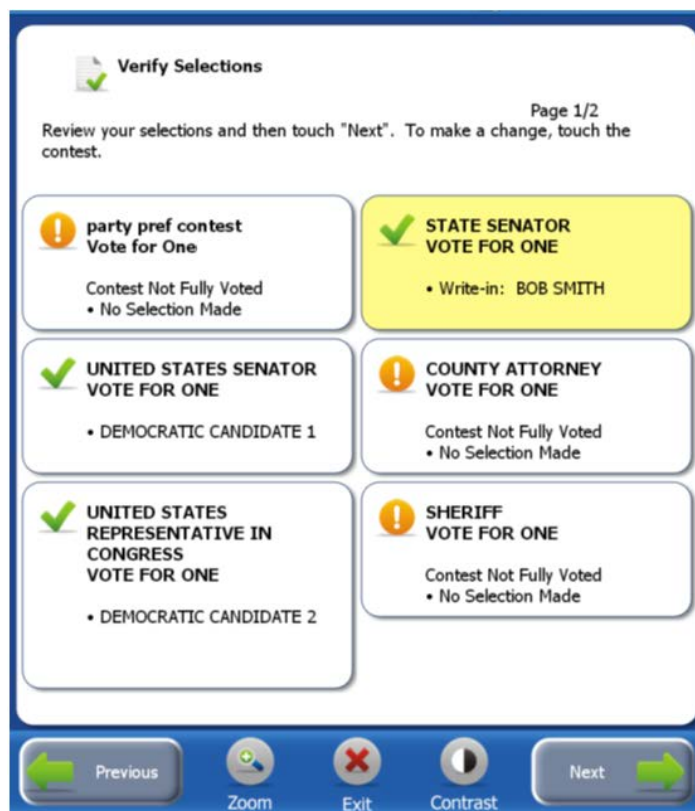 Verify Selections
Page 1/2
Review your selections and then touch "Next". To make a change, touch the
contest.
party pref contest
Vote for One
Contest Not Fully Voted
• No Selection Made
UNITED STATES SENATOR
VOTE FOR ONE
• DEMOCRATIC CANDIDATE 1
UNITED STATES
REPRESENTATIVE IN
CONGRESS
VOTE FOR ONE
• DEMOCRATIC CANDIDATE 2
STATE SENATOR
VOTE FOR ONE
• Write-in: BOB SMITH
COUNTY ATTORNEY
VOTE FOR ONE
Contest Not Fully Voted
• No Selection Made
SHERIFF
VOTE FOR ONE
Contest Not Fully Voted
• No Selection Made
Previous
Zoom
Exit
Contrast
Next